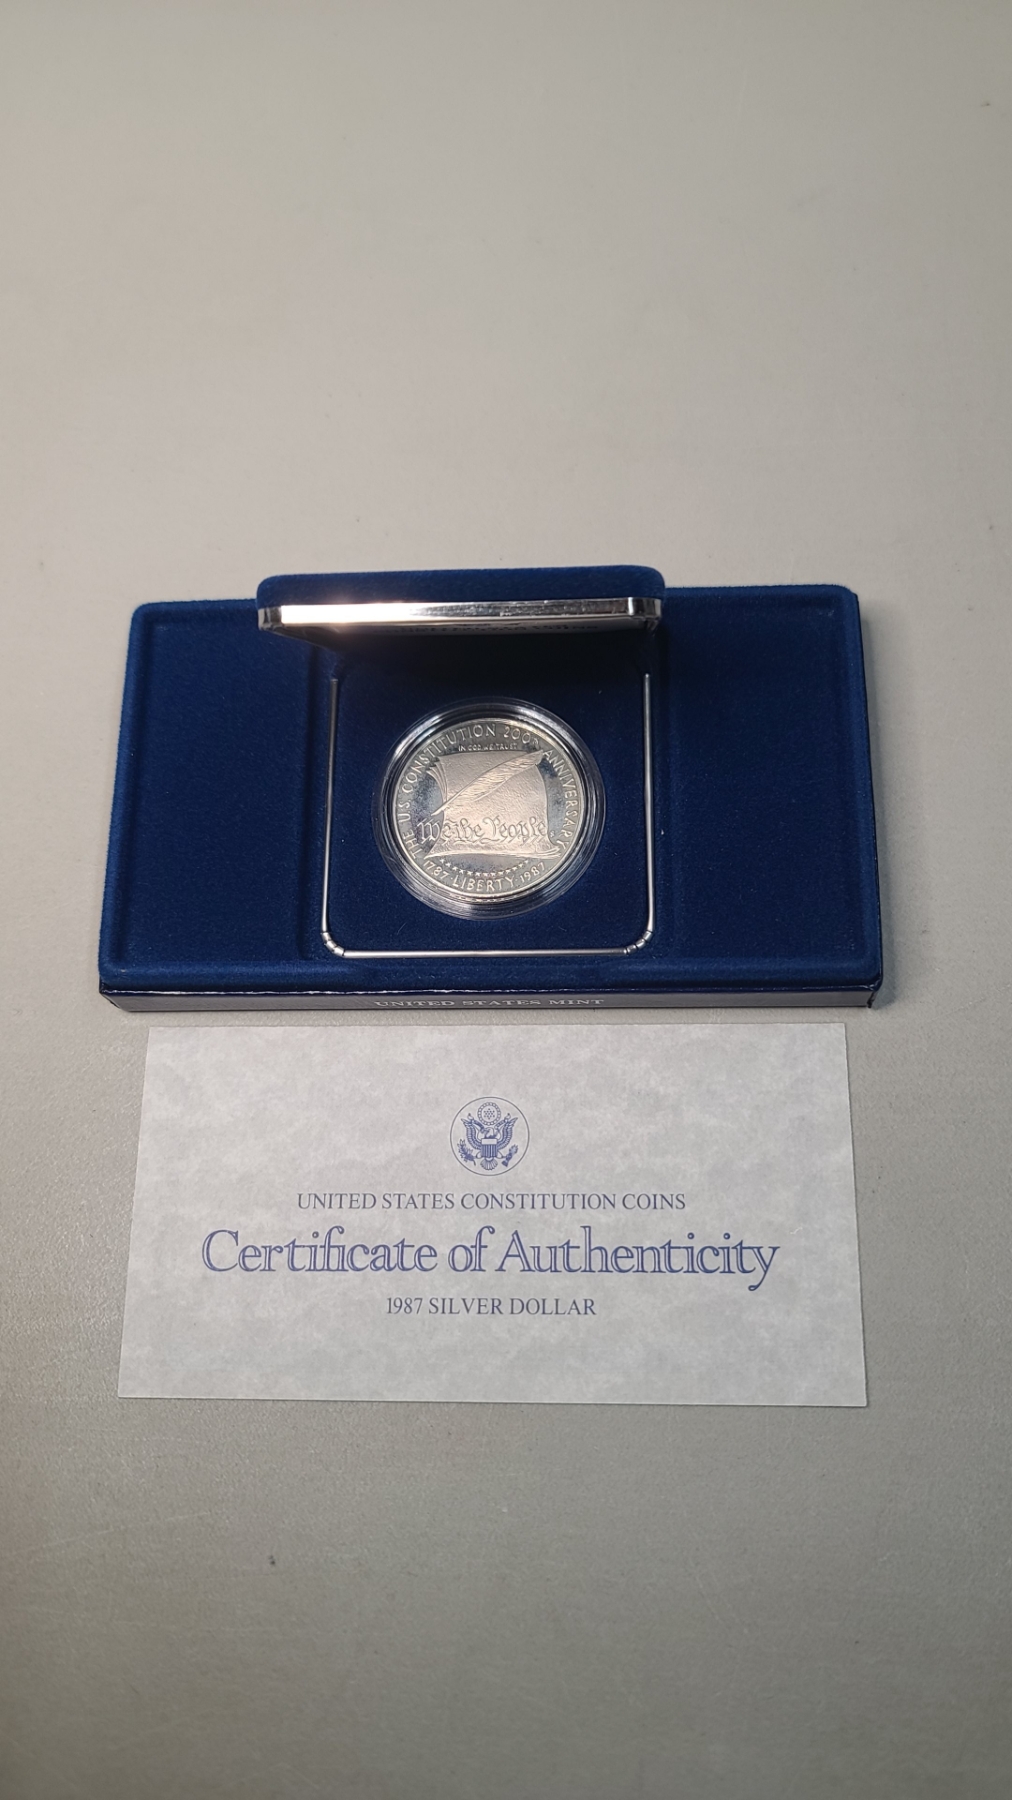 THE U.S. CONSTITUTION 200TH ANNIVERSARY
IN GOD WE TRUST
We the People
1787 · LIBERTY · 1987
UNITED STATES MINT
UNITED STATES CONSTITUTION COINS
Certificate of Authenticity
1987 SILVER DOLLAR